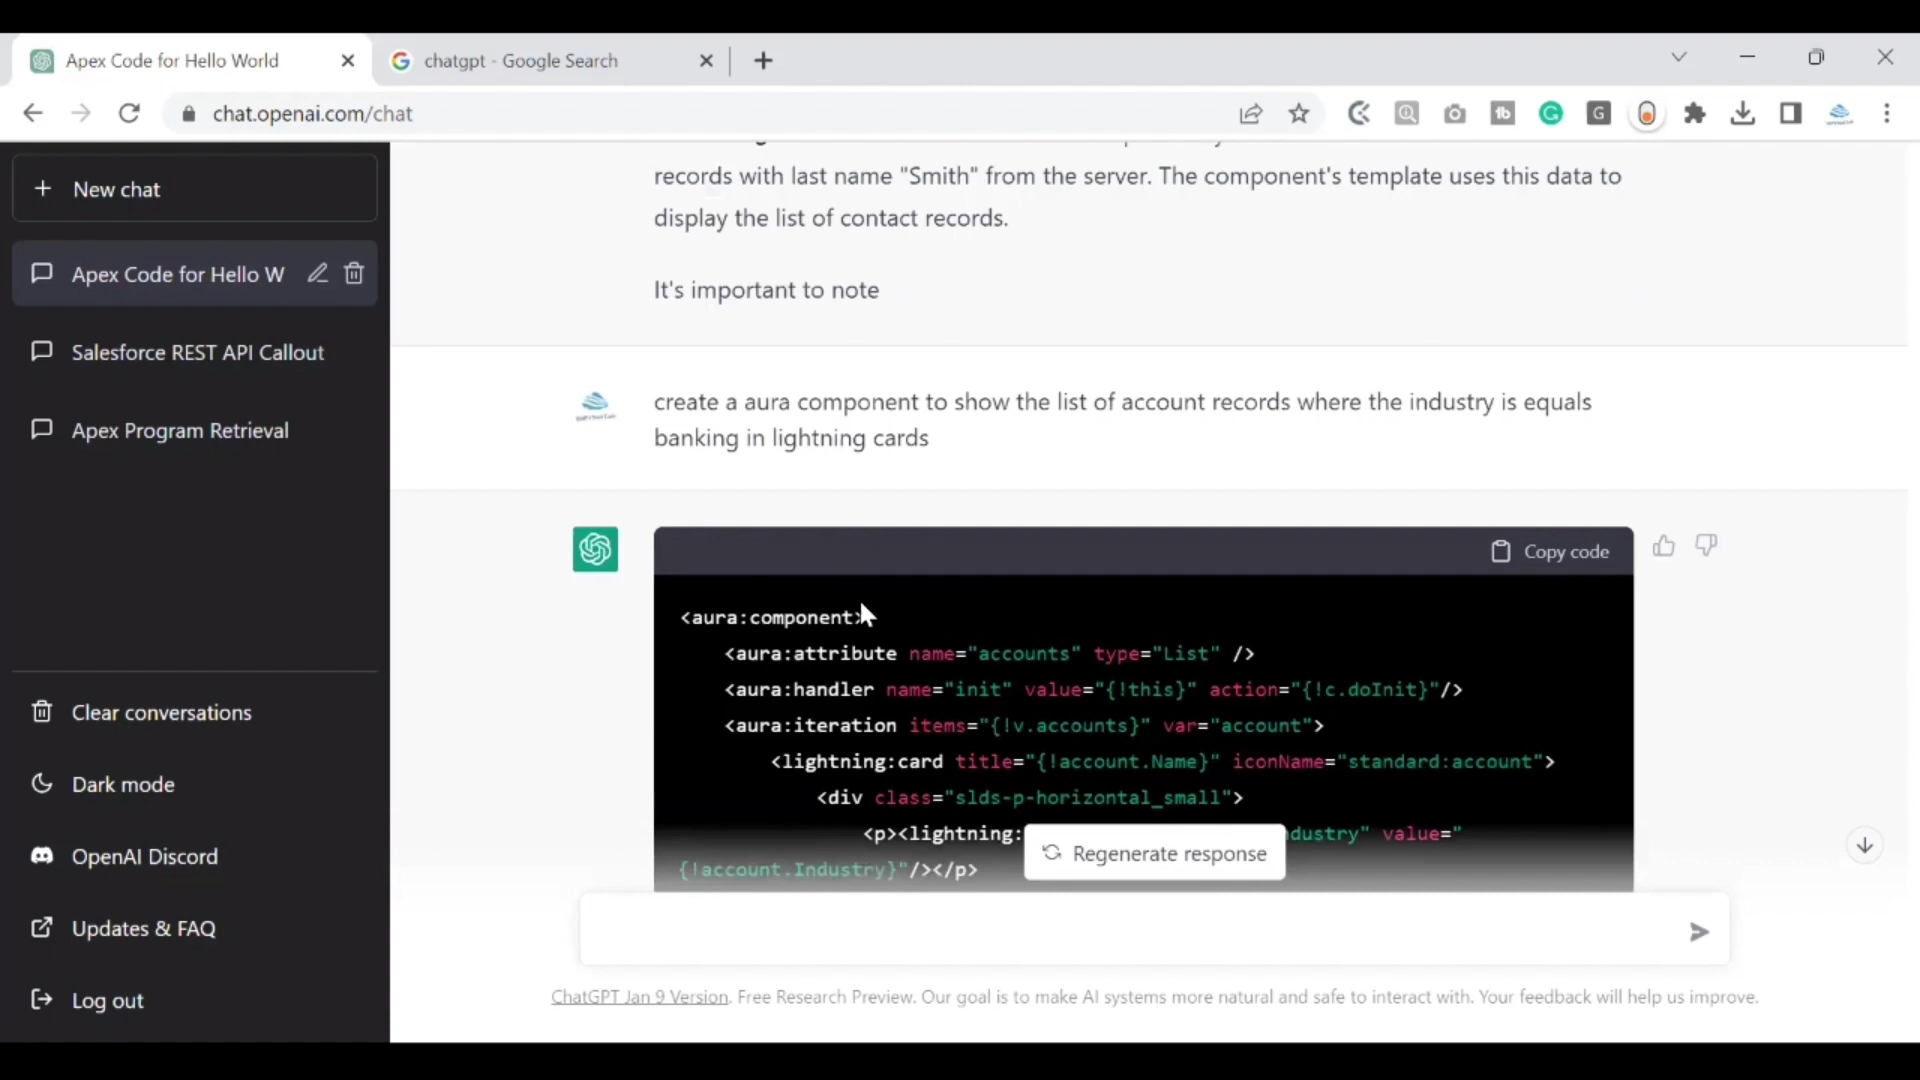 Apex Code for Hello World
chatgpt - Google Search
chat.openai.com/chat
New chat
Apex Code for Hello W
Salesforce REST API Callout
Apex Program Retrieval
Clear conversations
Dark mode
OpenAI Discord
Updates & FAQ
Log out
records with last name "Smith" from the server. The component's template uses this data to
display the list of contact records.
It's important to note
create a aura component to show the list of account records where the industry is equals
banking in lightning cards
Copy code
<aura:component>
<aura:attribute name="accounts" type="List" />
<aura:handler name="init" value="{!this}" action="{!c.doInit}"/>
<aura:iteration items="{!v.accounts}" var="account">
<lightning:card title="{!account.Name}" iconName="standard:account">
<div class="slds-p-horizontal_small">
<p><lightning: dustry" value="
{!account.Industry}"/></p>
Regenerate response
ChatGPT Jan 9 Version. Free Research Preview. Our goal is to make AI systems more natural and safe to interact with. Your feedback will help us improve.